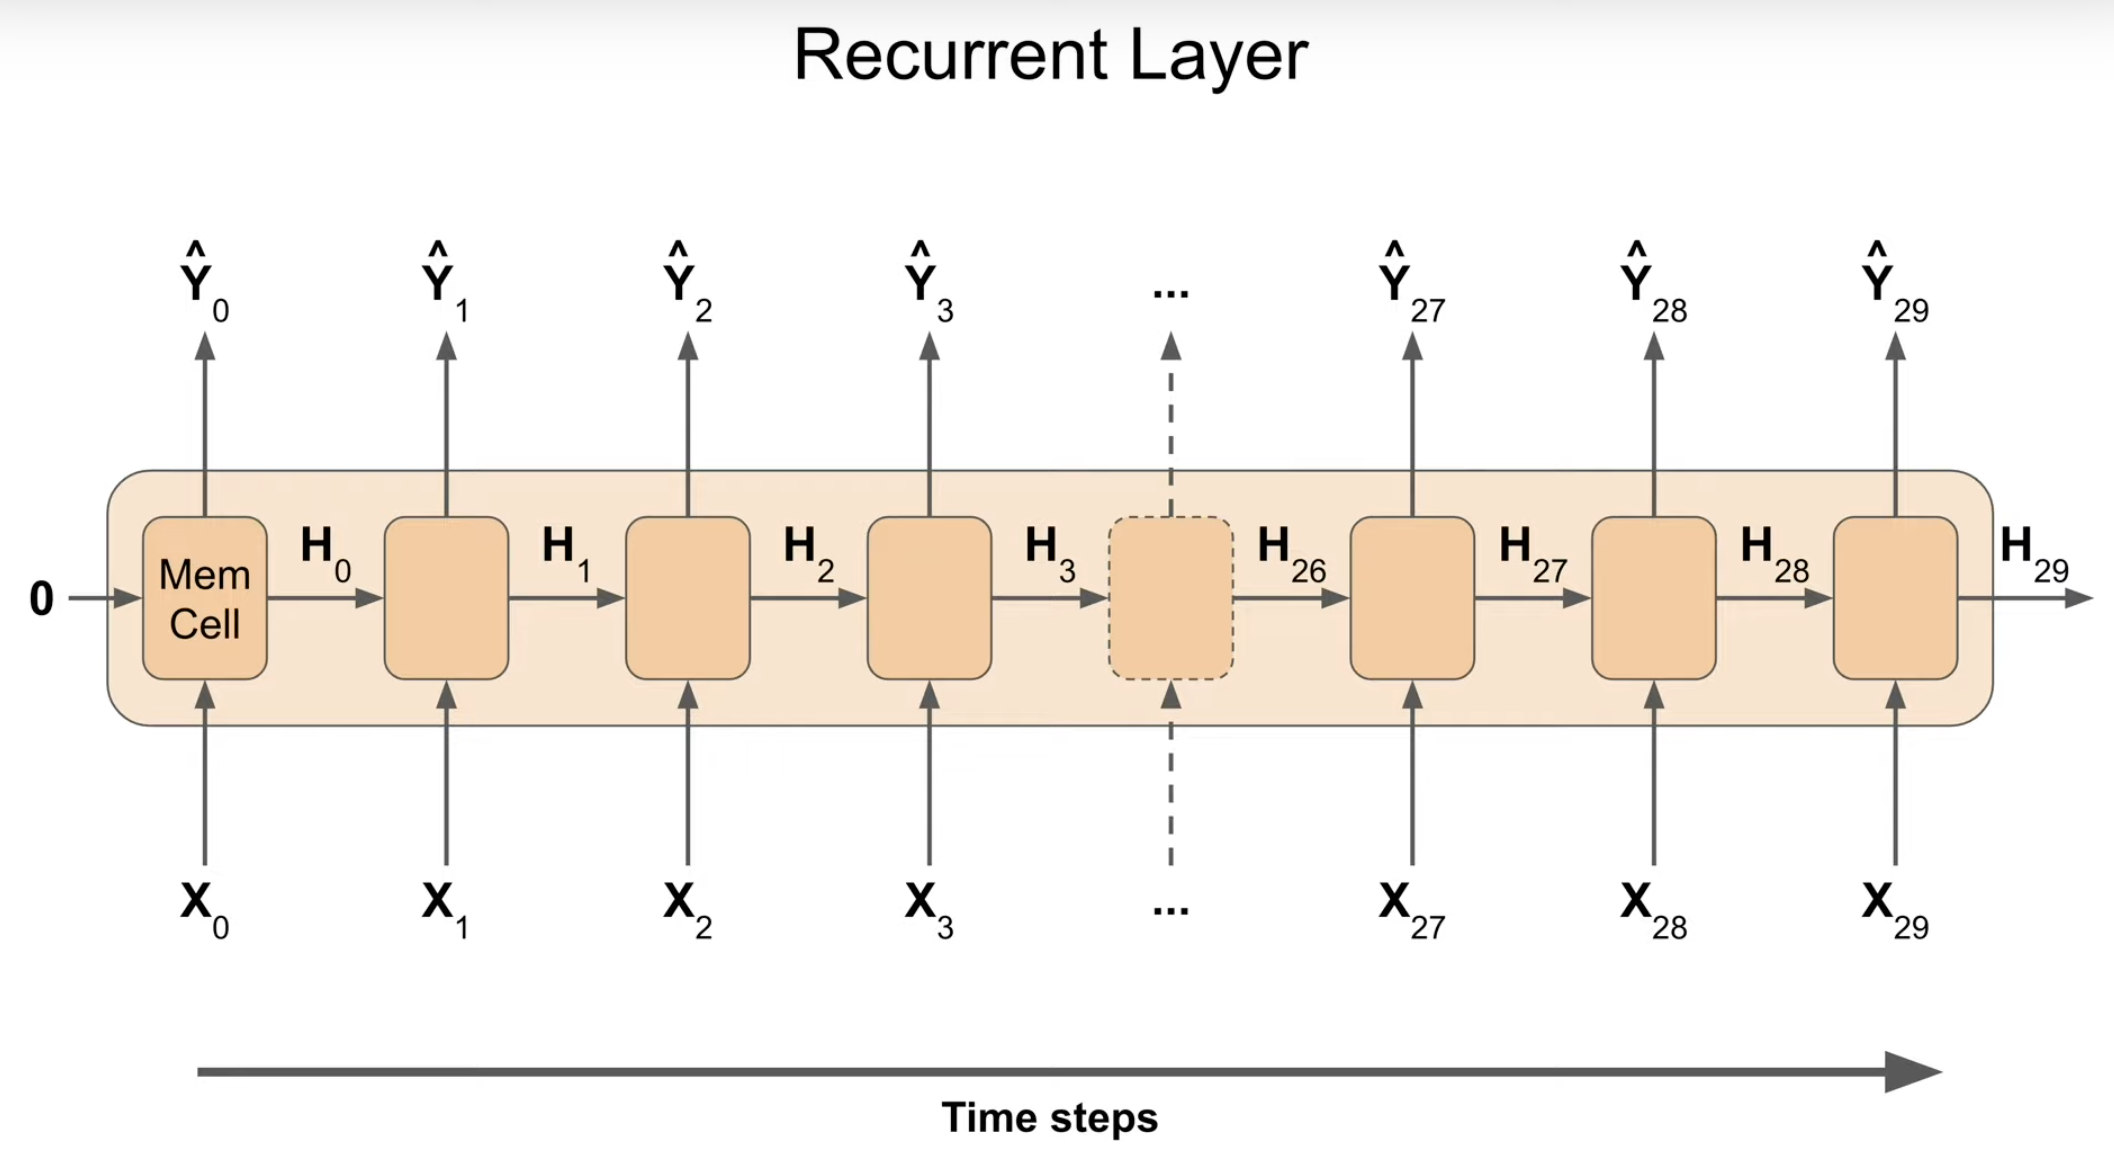 Recurrent Layer
Ŷ0 Ŷ1 Ŷ2 Ŷ3 ... Ŷ27 Ŷ28 Ŷ29
H0 H1 H2 H3 H26 H27 H28 H29
0
Mem
Cell
X0 X1 X2 X3 ... X27 X28 X29
Time steps